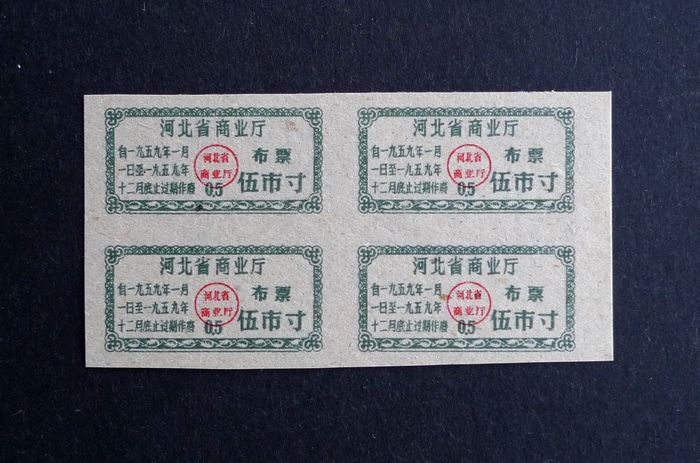 河北省商业厅
自一九五九年一月
一日至一九五九年
十二月底止过期作废
河北省
商业厅
0.5
布票
伍市寸
河北省商业厅
自一九五九年一月
一日至一九五九年
十二月底止过期作废
河北省
商业厅
0.5
布票
伍市寸
河北省商业厅
自一九五九年一月
一日至一九五九年
十二月底止过期作废
河北省
商业厅
0.5
布票
伍市寸
河北省商业厅
自一九五九年一月
一日至一九五九年
十二月底止过期作废
河北省
商业厅
0.5
布票
伍市寸